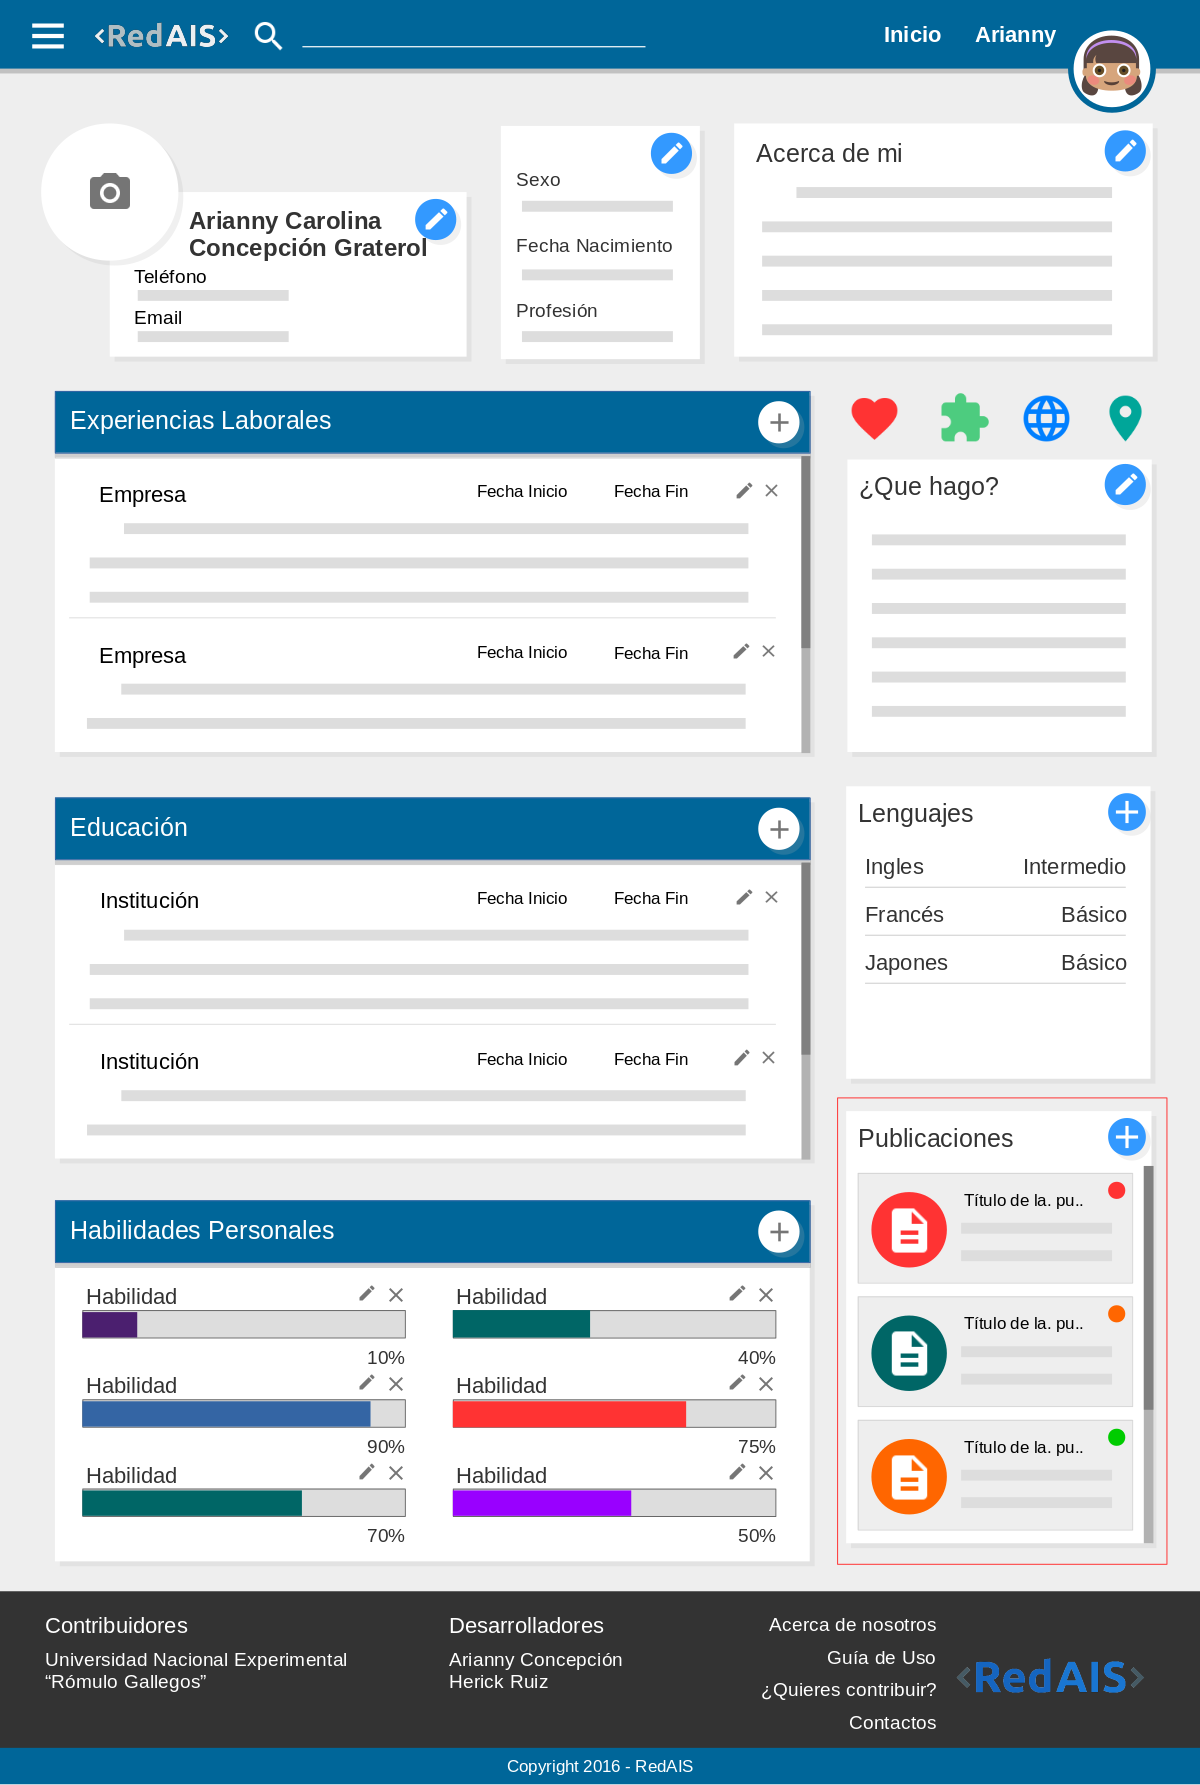 <RedAIS>
Inicio
Arianny
Arianny Carolina
Concepción Graterol
Teléfono
Email
Sexo
Fecha Nacimiento
Profesión
Acerca de mi
Experiencias Laborales
Empresa Fecha Inicio Fecha Fin
Empresa Fecha Inicio Fecha Fin
¿Que hago?
Educación
Institución Fecha Inicio Fecha Fin
Institución Fecha Inicio Fecha Fin
Lenguajes
Ingles Intermedio
Francés Básico
Japones Básico
Habilidades Personales
Habilidad
10%
Habilidad
40%
Habilidad
90%
Habilidad
75%
Habilidad
70%
Habilidad
50%
Publicaciones
Título de la. pu..
Título de la. pu..
Título de la. pu..
Contribuidores
Universidad Nacional Experimental
“Rómulo Gallegos”
Desarrolladores
Arianny Concepción
Herick Ruiz
Acerca de nosotros
Guía de Uso
¿Quieres contribuir?
Contactos
<RedAIS>
Copyright 2016 - RedAIS